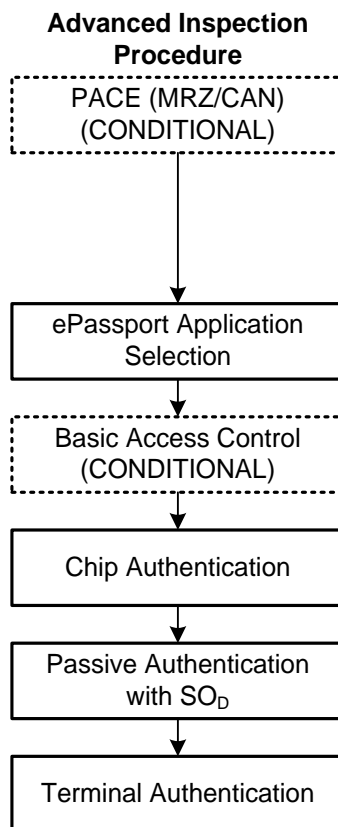 Advanced Inspection
Procedure
PACE (MRZ/CAN)
(CONDITIONAL)
ePassport Application
Selection
Basic Access Control
(CONDITIONAL)
Chip Authentication
Passive Authentication
with SO_D
Terminal Authentication